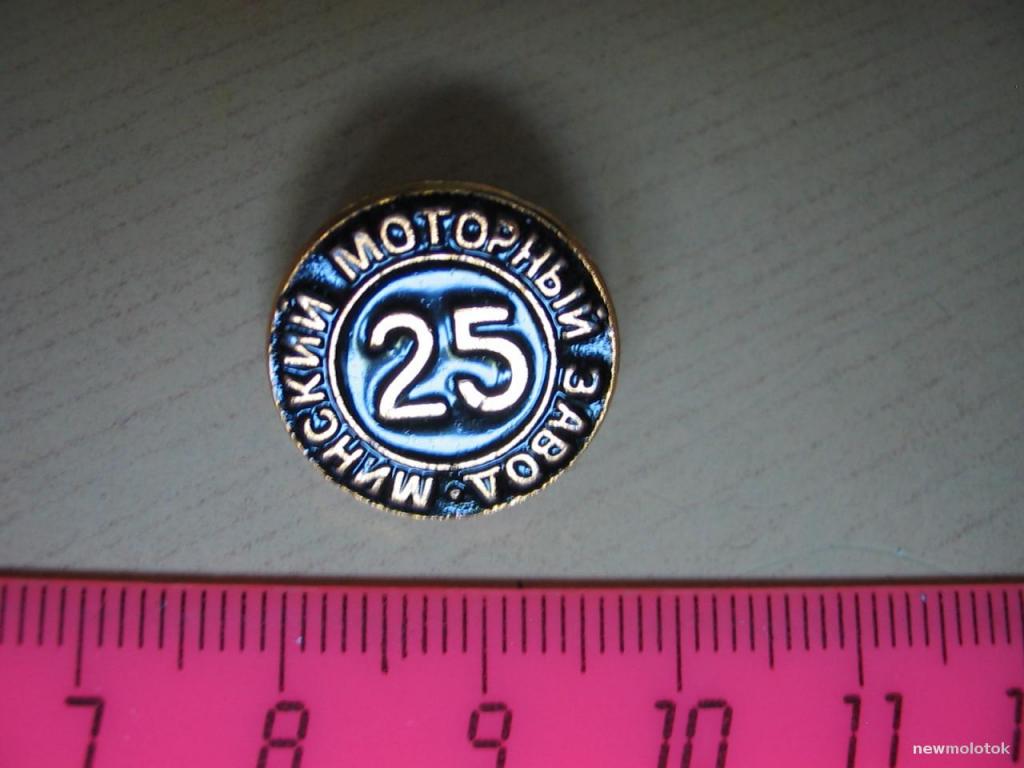 МИНСКИЙ МОТОРНЫЙ ЗАВОД ·
25
7 8 9 10 11
newmolotok